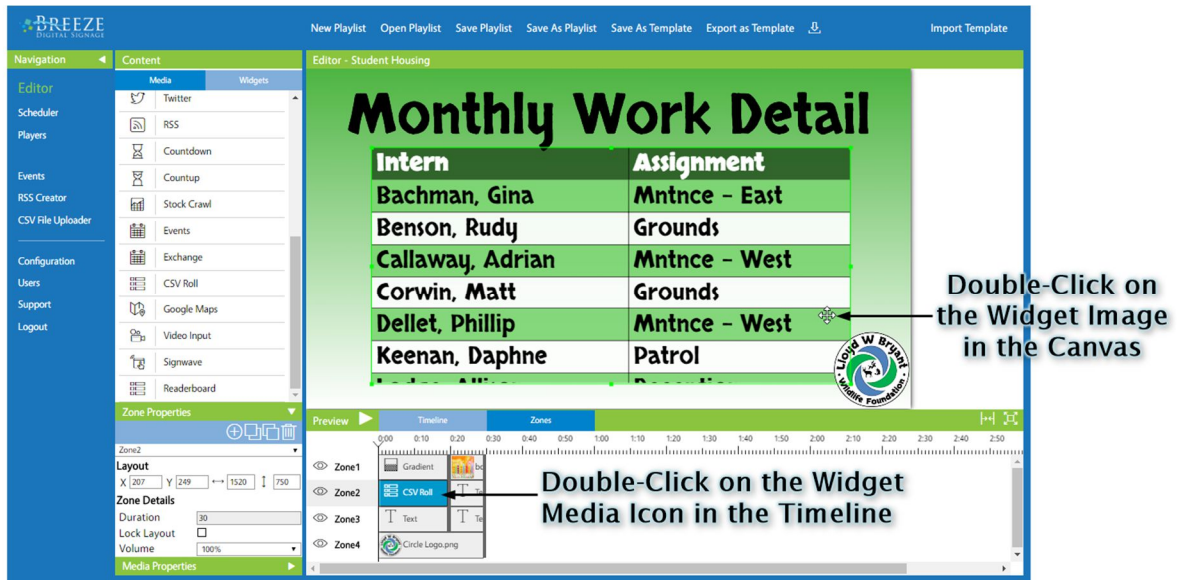 BREEZE
DIGITAL SIGNAGE
New Playlist Open Playlist Save Playlist Save As Playlist Save As Template Export as Template Import Template
Navigation
Editor
Scheduler
Players
Events
RSS Creator
CSV File Uploader
Configuration
Users
Support
Logout
Content
Media Widgets
Twitter
RSS
Countdown
Countup
Stock Crawl
Events
Exchange
CSV Roll
Google Maps
Video Input
Signwave
Readerboard
Zone Properties
Zone2
Layout
X 207 Y 249 1520 750
Zone Details
Duration 30
Lock Layout
Volume 100%
Media Properties
Editor - Student Housing
Monthly Work Detail
Intern Assignment
Bachman, Gina Mntnce - East
Benson, Rudy Grounds
Callaway, Adrian Mntnce - West
Corwin, Matt Grounds
Dellet, Phillip Mntnce - West
Keenan, Daphne Patrol
Lloyd W Bryant
Wildlife Foundation
Double-Click on
the Widget Image
in the Canvas
Preview Timeline Zones
0:00 0:10 0:20 0:30 0:40 0:50 1:00 1:10 1:20 1:30 1:40 1:50 2:00 2:10 2:20 2:30 2:40 2:50
Zone1 Gradient
Zone2 CSV Roll
Zone3 Text
Zone4 Circle Logo.png
Double-Click on the Widget
Media Icon in the Timeline